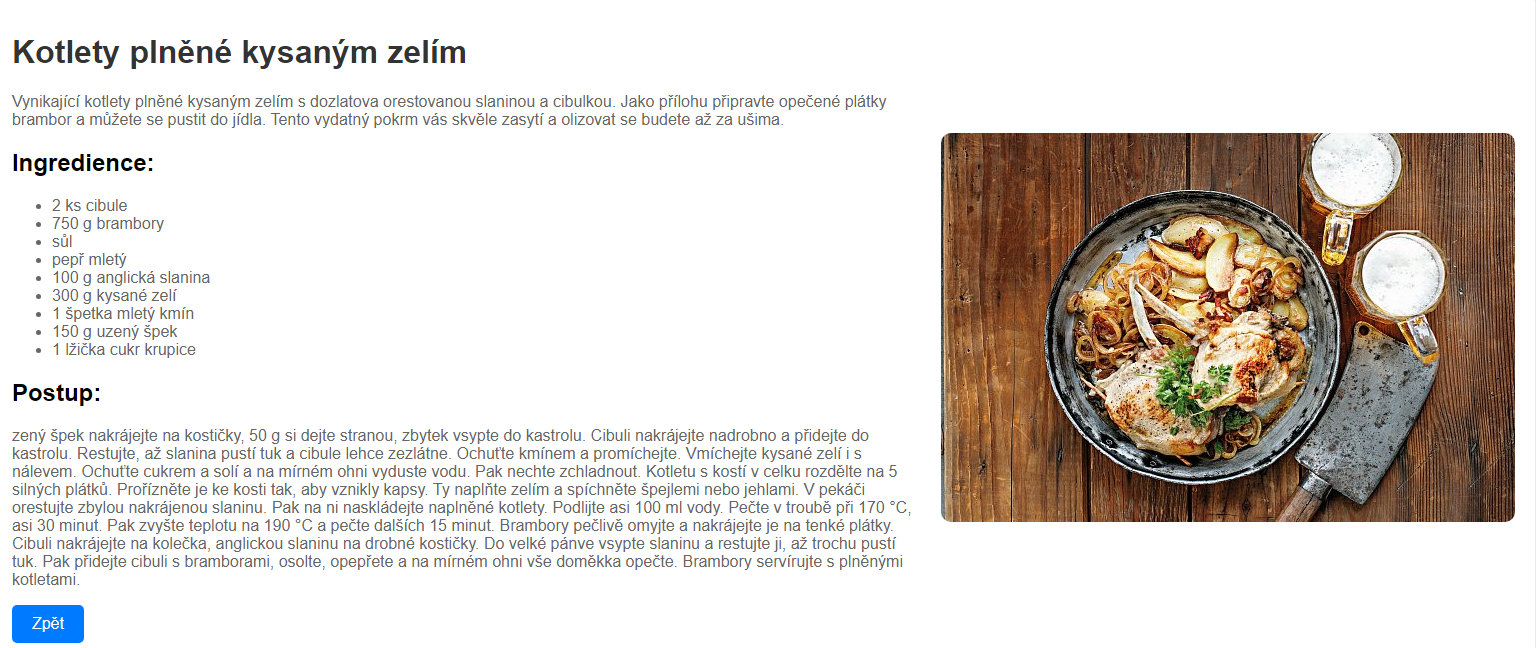 Kotlety plněné kysaným zelím
Vynikající kotlety plněné kysaným zelím s dozlatova orestovanou slaninou a cibulkou. Jako přílohu připravte opečené plátky
brambor a můžete se pustit do jídla. Tento vydatný pokrm vás skvěle zasytí a olizovat se budete až za ušima.
Ingredience:
2 ks cibule
750 g brambory
sůl
pepř mletý
100 g anglická slanina
300 g kysané zelí
1 špetka mletý kmín
150 g uzený špek
1 lžička cukr krupice
Postup:
zený špek nakrájejte na kostičky, 50 g si dejte stranou, zbytek vsypte do kastrolu. Cibuli nakrájejte nadrobno a přidejte do
kastrolu. Restujte, až slanina pustí tuk a cibule lehce zezlátne. Ochuťte kmínem a promíchejte. Vmíchejte kysané zelí i s
nálevem. Ochuťte cukrem a solí a na mírném ohni vyduste vodu. Pak nechte zchladnout. Kotletu s kostí v celku rozdělte na 5
silných plátků. Prořízněte je ke kosti tak, aby vznikly kapsy. Ty naplňte zelím a spíchněte špejlemi nebo jehlami. V pekáči
orestujte zbylou nakrájenou slaninu. Pak na ni naskládejte naplněné kotlety. Podlijte asi 100 ml vody. Pečte v troubě při 170 °C,
asi 30 minut. Pak zvyšte teplotu na 190 °C a pečte dalších 15 minut. Brambory pečlivě omyjte a nakrájejte je na tenké plátky.
Cibuli nakrájejte na kolečka, anglickou slaninu na drobné kostičky. Do velké pánve vsypte slaninu a restujte ji, až trochu pustí
tuk. Pak přidejte cibuli s bramborami, osolte, opepřete a na mírném ohni vše doměkka opečte. Brambory servírujte s plněnými
kotletami.
Zpět